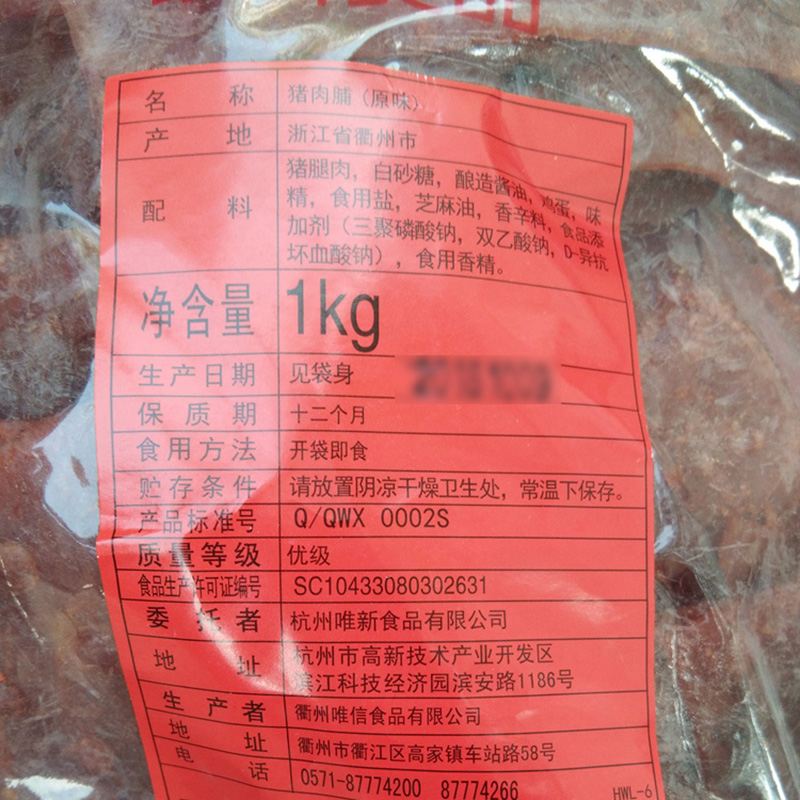 名称 猪肉脯（原味）
产地 浙江省衢州市
配料 猪腿肉，白砂糖，酿造酱油，鸡蛋，味
精，食用盐，芝麻油，香辛料，食品添
加剂（三聚磷酸钠，双乙酸钠，D-异抗
坏血酸钠），食用香精。
净含量 1kg
生产日期 见袋身
保质期 十二个月
食用方法 开袋即食
贮存条件 请放置阴凉干燥卫生处，常温下保存。
产品标准号 Q/QWX 0002S
质量等级 优级
食品生产许可证编号 SC10433080302631
委托者 杭州唯新食品有限公司
地址 杭州市高新技术产业开发区
滨江科技经济园滨安路1186号
生产者 衢州唯信食品有限公司
地址 衢州市衢江区高家镇车站路58号
电话 0571-87774200 87774266
HWL-6